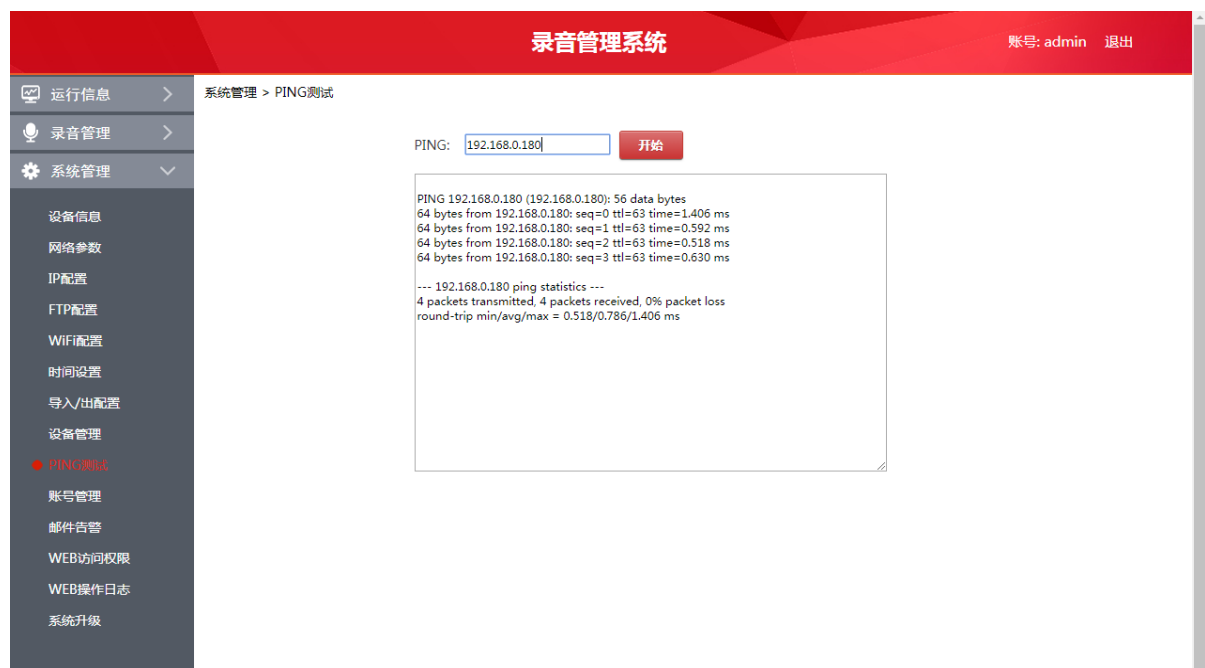 录音管理系统
账号: admin 退出
运行信息
录音管理
系统管理
设备信息
网络参数
IP配置
FTP配置
WiFi配置
时间设置
导入/出配置
设备管理
PING测试
账号管理
邮件告警
WEB访问权限
WEB操作日志
系统升级
系统管理 > PING测试
PING: 192.168.0.180 开始
PING 192.168.0.180 (192.168.0.180): 56 data bytes
64 bytes from 192.168.0.180: seq=0 ttl=63 time=1.406 ms
64 bytes from 192.168.0.180: seq=1 ttl=63 time=0.592 ms
64 bytes from 192.168.0.180: seq=2 ttl=63 time=0.518 ms
64 bytes from 192.168.0.180: seq=3 ttl=63 time=0.630 ms
--- 192.168.0.180 ping statistics ---
4 packets transmitted, 4 packets received, 0% packet loss
round-trip min/avg/max = 0.518/0.786/1.406 ms